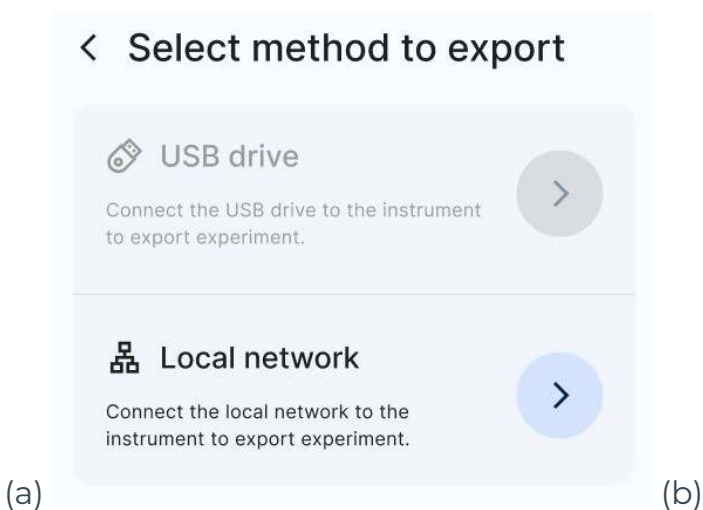 Select method to export
USB drive
Connect the USB drive to the instrument
to export experiment.
Local network
Connect the local network to the
instrument to export experiment.
(a)
(b)